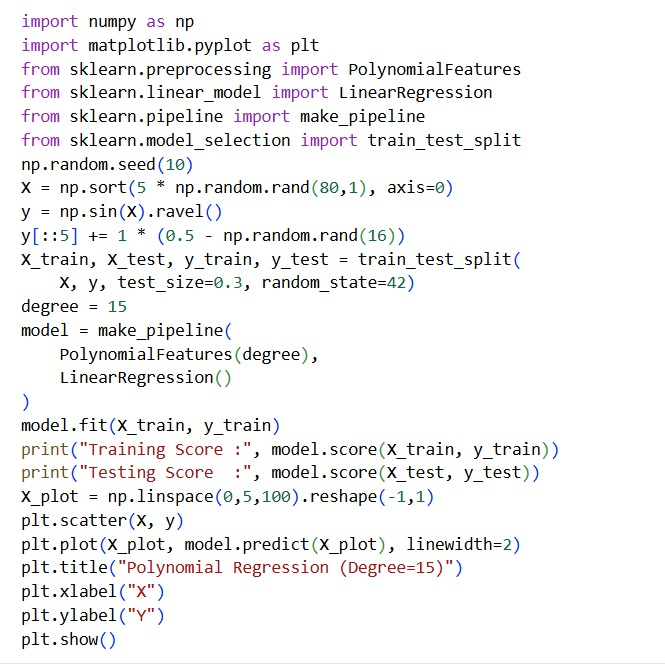 import numpy as np
import matplotlib.pyplot as plt
from sklearn.preprocessing import PolynomialFeatures
from sklearn.linear_model import LinearRegression
from sklearn.pipeline import make_pipeline
from sklearn.model_selection import train_test_split
np.random.seed(10)
X = np.sort(5 * np.random.rand(80,1), axis=0)
y = np.sin(X).ravel()
y[::5] += 1 * (0.5 - np.random.rand(16))
X_train, X_test, y_train, y_test = train_test_split(
    X, y, test_size=0.3, random_state=42)
degree = 15
model = make_pipeline(
    PolynomialFeatures(degree),
    LinearRegression()
)
model.fit(X_train, y_train)
print("Training Score :", model.score(X_train, y_train))
print("Testing Score  :", model.score(X_test, y_test))
X_plot = np.linspace(0,5,100).reshape(-1,1)
plt.scatter(X, y)
plt.plot(X_plot, model.predict(X_plot), linewidth=2)
plt.title("Polynomial Regression (Degree=15)")
plt.xlabel("X")
plt.ylabel("Y")
plt.show()